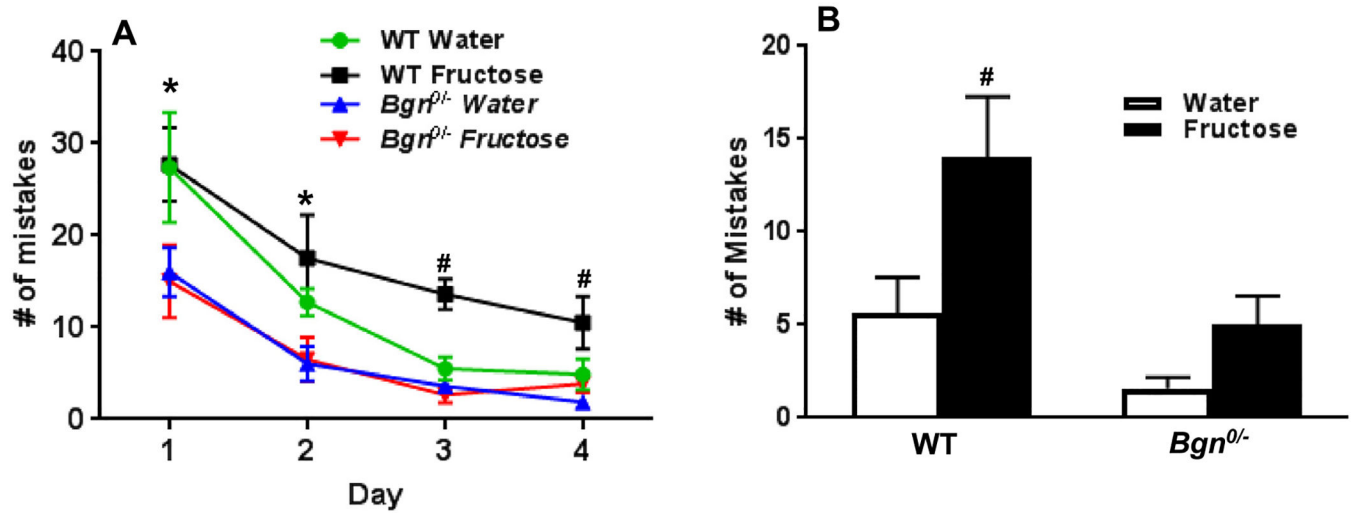 A
WT Water
WT Fructose
Bgn⁰/⁻ Water
Bgn⁰/⁻ Fructose
# of mistakes
40
30
20
10
0
*
*
#
#
1 2 3 4
Day
B
# of Mistakes
20
15
10
5
0
#
Water
Fructose
WT Bgn⁰/⁻